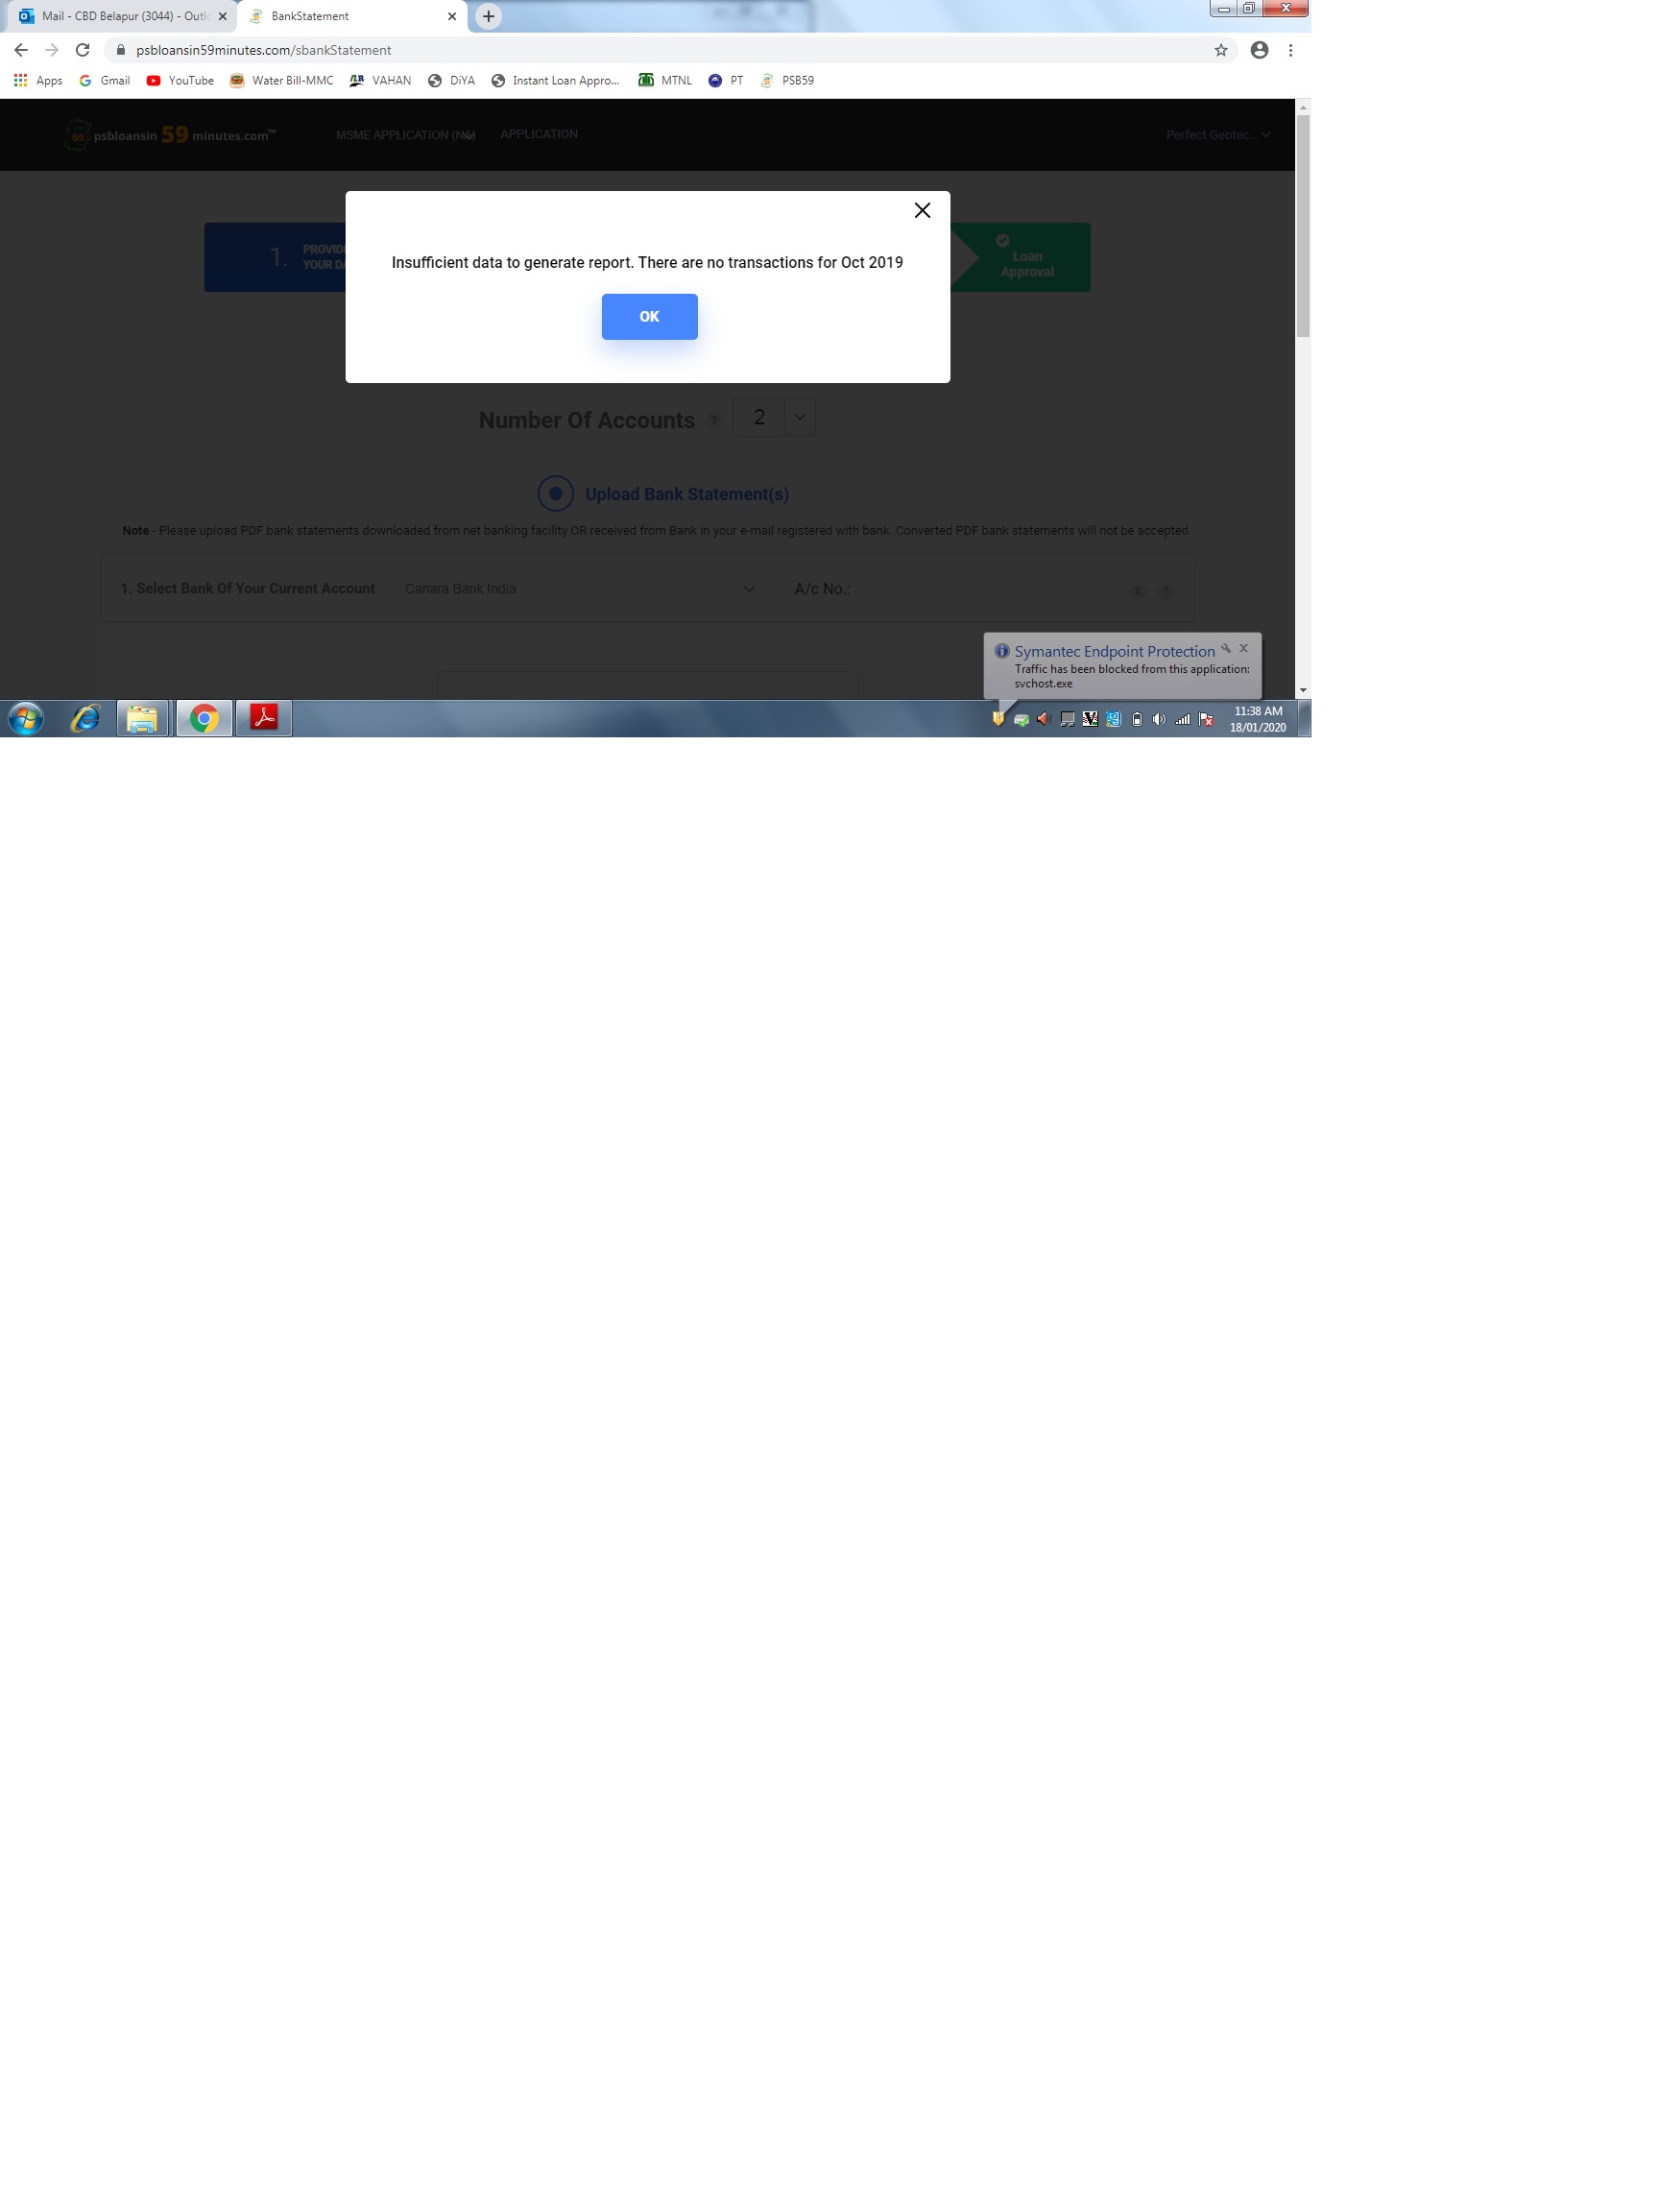 Mail - CBD Belapur (3044) - Outl
BankStatement
psbloansin59minutes.com/sbankStatement
Apps
Gmail
YouTube
Water Bill-MMC
VAHAN
DiYA
Instant Loan Appro...
MTNL
PT
PSB59
59
psbloansin 59 minutes.com™
MSME APPLICATION
APPLICATION
Perfect Geotec...
1.
PROVID
YOUR DA
Loan
Approval
Insufficient data to generate report. There are no transactions for Oct 2019
OK
Number Of Accounts ? 2
Upload Bank Statement(s)
Note - Please upload PDF bank statements downloaded from net banking facility OR received from Bank in your e-mail registered with bank. Converted PDF bank statements will not be accepted.
1. Select Bank Of Your Current Account Canara Bank India A/c No.: X ?
Symantec Endpoint Protection
Traffic has been blocked from this application:
svchost.exe
11:38 AM
18/01/2020